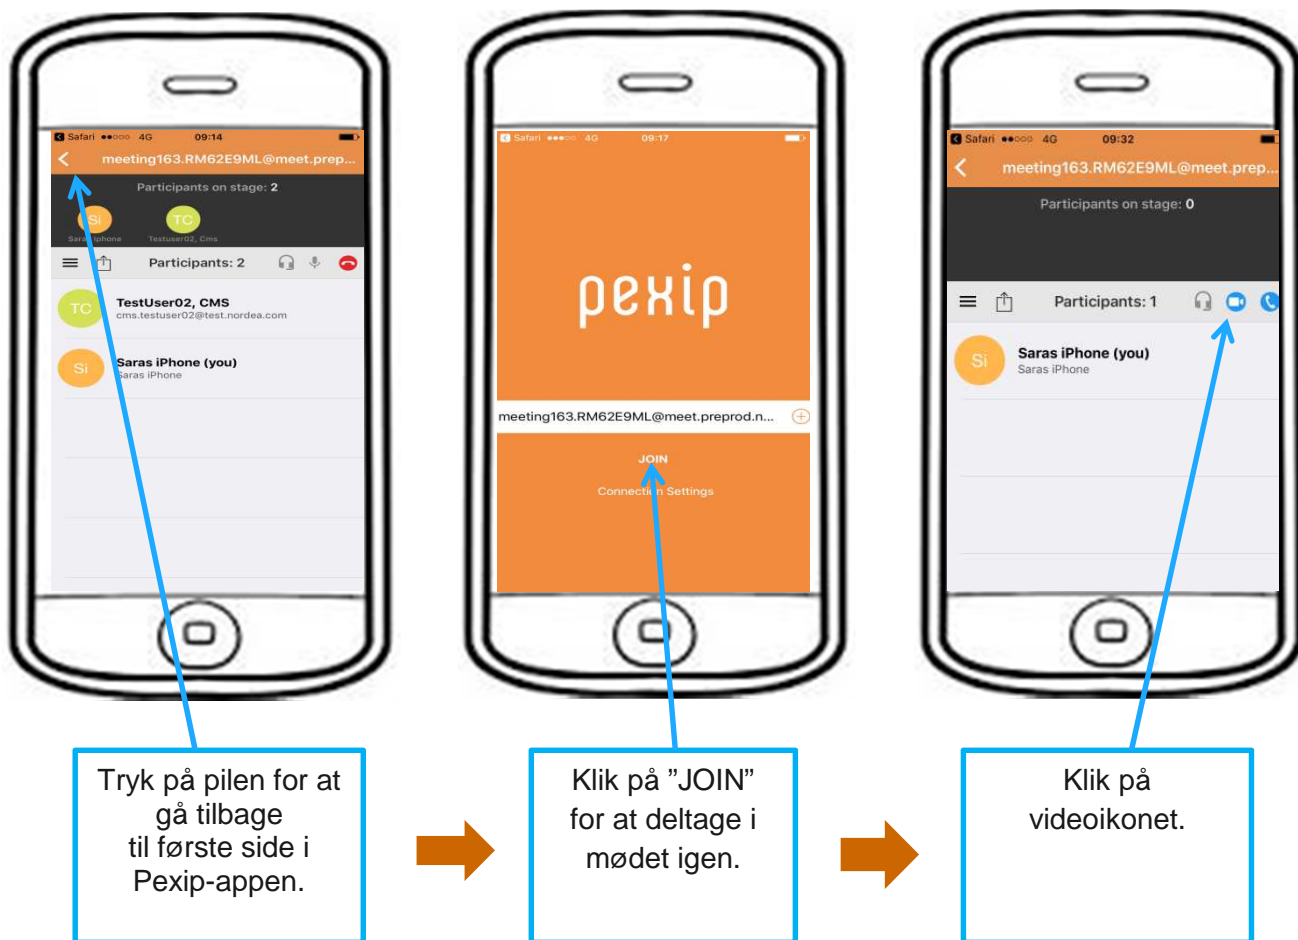 Safari 4G 09:14
meeting163.RM62E9ML@meet.prep...
Participants on stage: 2
Si TC
Saras iphone Testuser02, Cms
Participants: 2
TC TestUser02, CMS
cms.testuser02@test.nordea.com
Si Saras iPhone (you)
Saras iPhone
Safari 4G 09:17
pexip
meeting163.RM62E9ML@meet.preprod.n...
JOIN
Connection Settings
Safari 4G 09:32
meeting163.RM62E9ML@meet.prep...
Participants on stage: 0
Participants: 1
Si Saras iPhone (you)
Saras iPhone
Tryk på pilen for at
gå tilbage
til første side i
Pexip-appen.
Klik på ”JOIN”
for at deltage i
mødet igen.
Klik på
videoikonet.